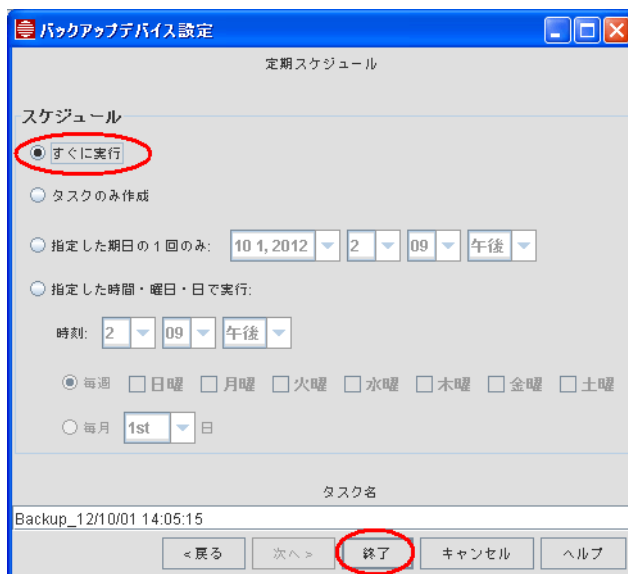 バックアップデバイス設定
定期スケジュール
スケジュール
すぐに実行
タスクのみ作成
指定した期日の1回のみ: 10 1, 2012 2 09 午後
指定した時間・曜日・日で実行:
時刻: 2 09 午後
毎週 日曜 月曜 火曜 水曜 木曜 金曜 土曜
毎月 1st 日
タスク名
Backup_12/10/01 14:05:15
<戻る 次へ> 終了 キャンセル ヘルプ